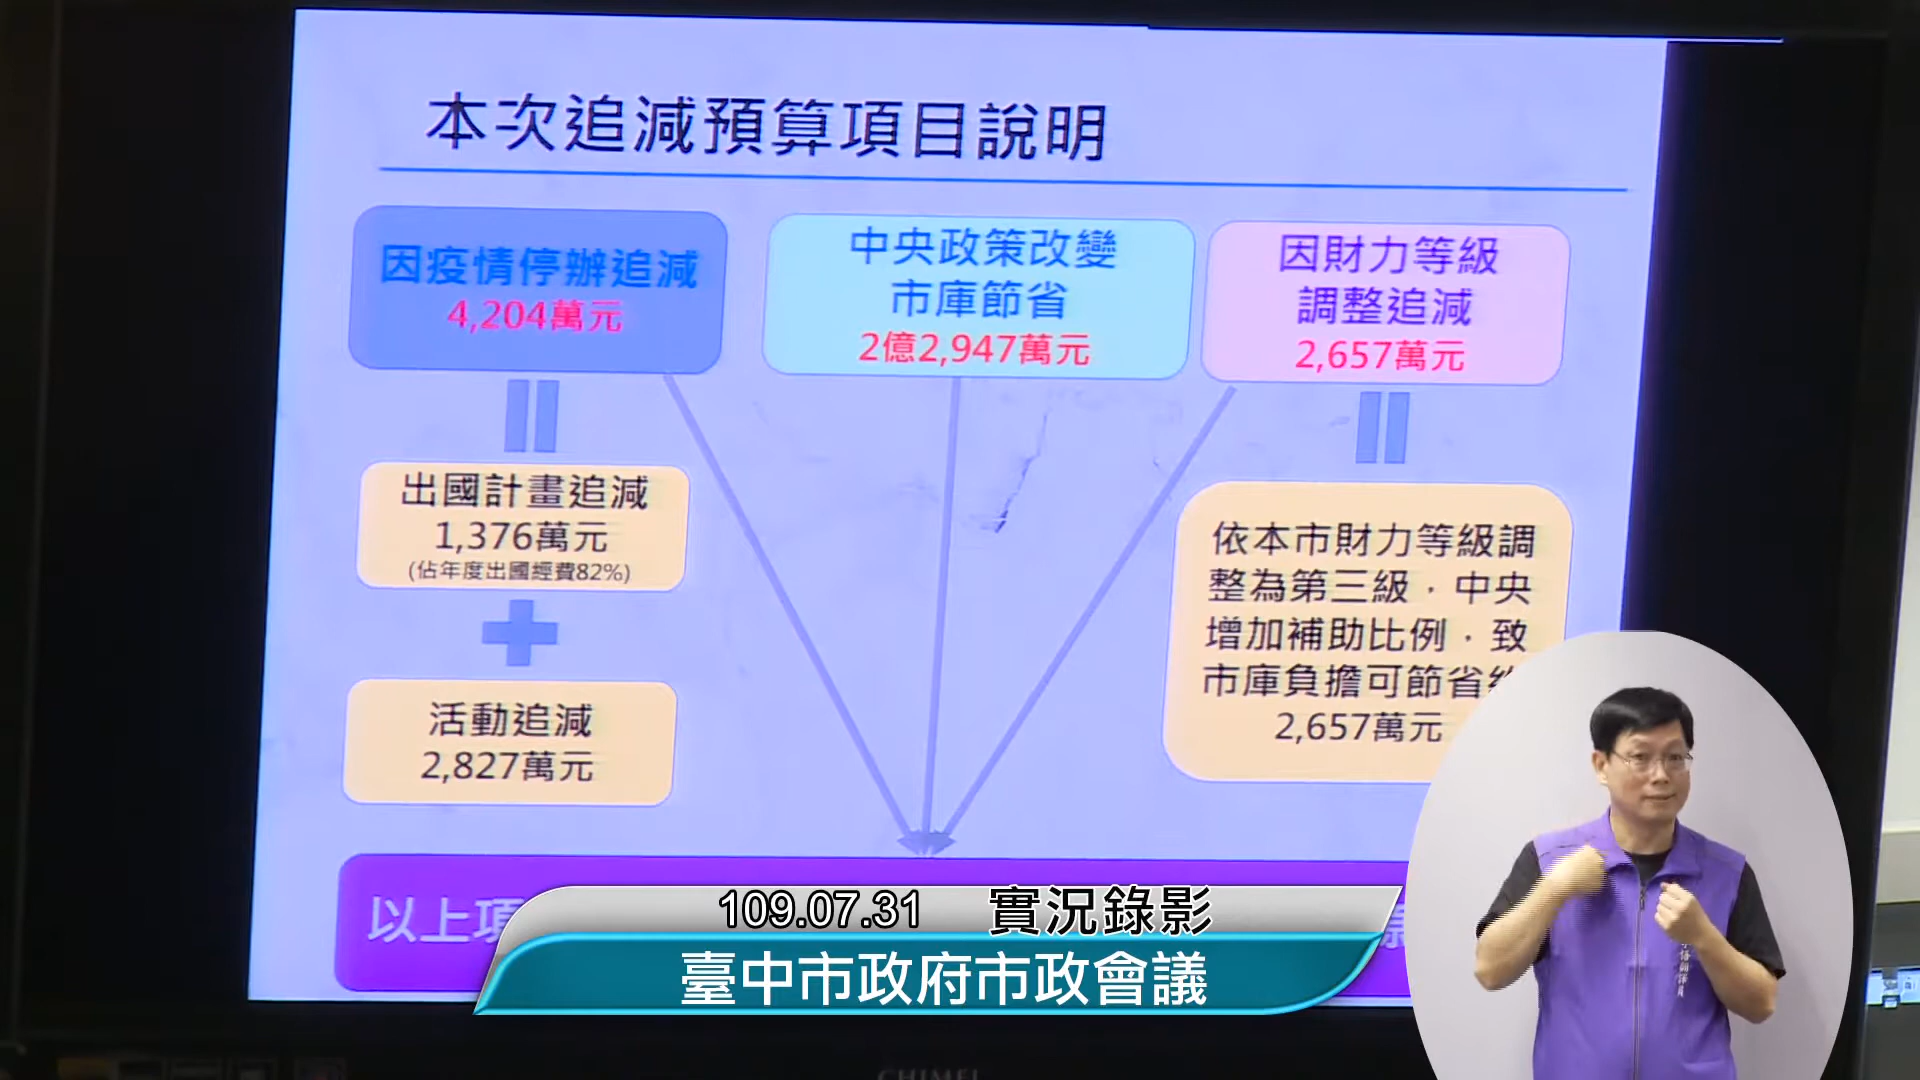 本次追減預算項目說明
因疫情停辦追減
4,204萬元
中央政策改變
市庫節省
2億2,947萬元
因財力等級
調整追減
2,657萬元
出國計畫追減
1,376萬元
(佔年度出國經費82%)
活動追減
2,827萬元
依本市財力等級調
整為第三級，中央
增加補助比例，致
市庫負擔可節省
2,657萬元
以上項
109.07.31 實況錄影
臺中市政府市政會議
CHIMEI